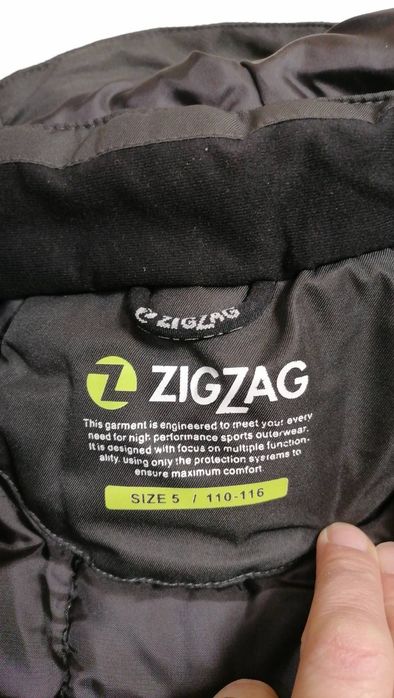 ZIGZAG
ZIGZAG
This garment is engineered to meet your every
need for high performance sports outerwear.
It is designed with focus on multiple function-
ality, using only the protection systems to
ensure maximum comfort.
SIZE 5 / 110-116